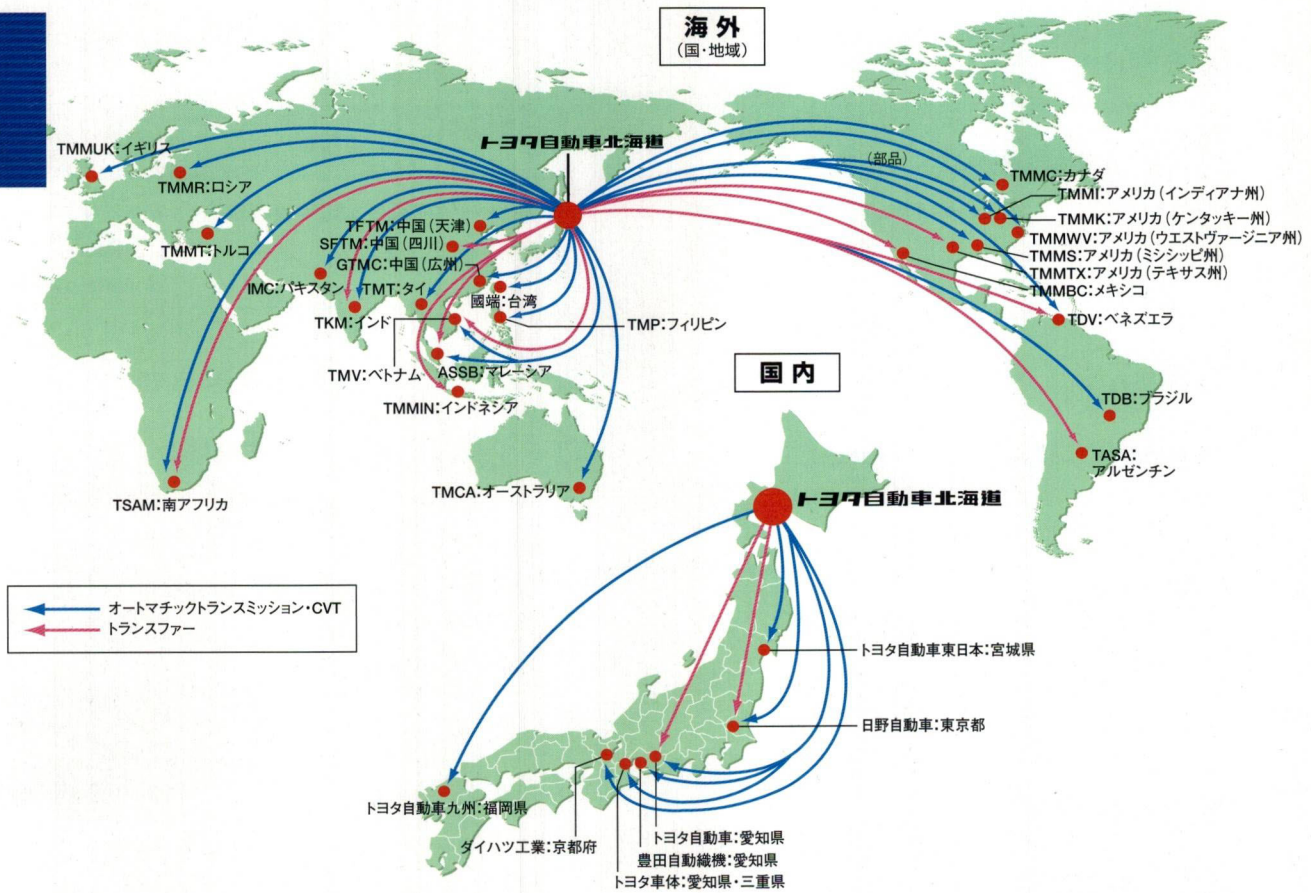 海外
(国・地域)
トヨタ自動車北海道
TMMUK:イギリス
TMMR:ロシア
TMMT:トルコ
TFTM:中国(天津)
SFTM:中国(四川)
GTMC:中国(広州)
IMC:パキスタン
TMT:タイ
國瑞:台湾
TKM:インド
TMP:フィリピン
TMV:ベトナム
ASSB:マレーシア
TMMIN:インドネシア
TSAM:南アフリカ
TMCA:オーストラリア
(部品)
TMMC:カナダ
TMMI:アメリカ(インディアナ州)
TMMK:アメリカ(ケンタッキー州)
TMMWV:アメリカ(ウエストヴァージニア州)
TMMS:アメリカ(ミシシッピ州)
TMMTX:アメリカ(テキサス州)
TMMBC:メキシコ
TDV:ベネズエラ
TDB:ブラジル
TASA:
アルゼンチン
国内
トヨタ自動車北海道
オートマチックトランスミッション・CVT
トランスファー
トヨタ自動車東日本:宮城県
日野自動車:東京都
トヨタ自動車九州:福岡県
ダイハツ工業:京都府
トヨタ自動車:愛知県
豊田自動織機:愛知県
トヨタ車体:愛知県・三重県